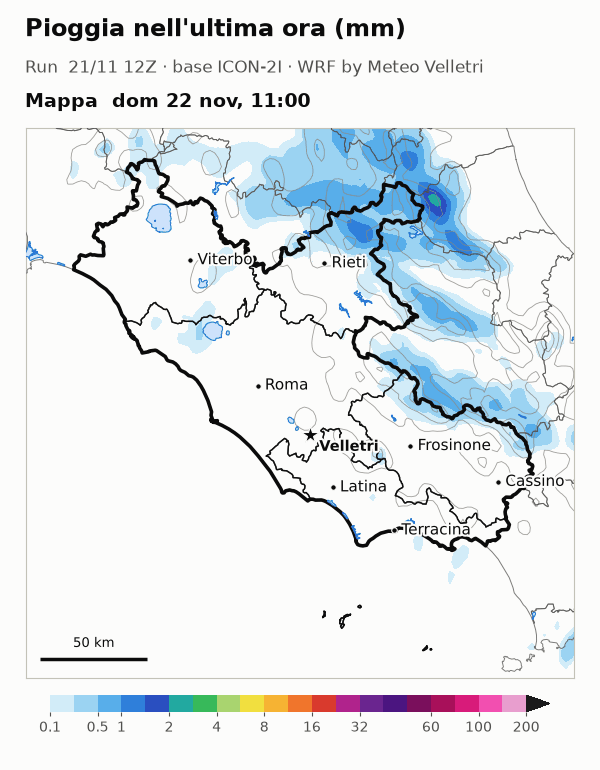 Pioggia nell'ultima ora (mm)
Run  21/11 12Z · base ICON-2I · WRF by Meteo Velletri
Mappa  dom 22 nov, 11:00
Viterbo
Rieti
Roma
Velletri
Frosinone
Latina
Cassino
Terracina
50 km
0.1 0.5 1 2 4 8 16 32 60 100 200